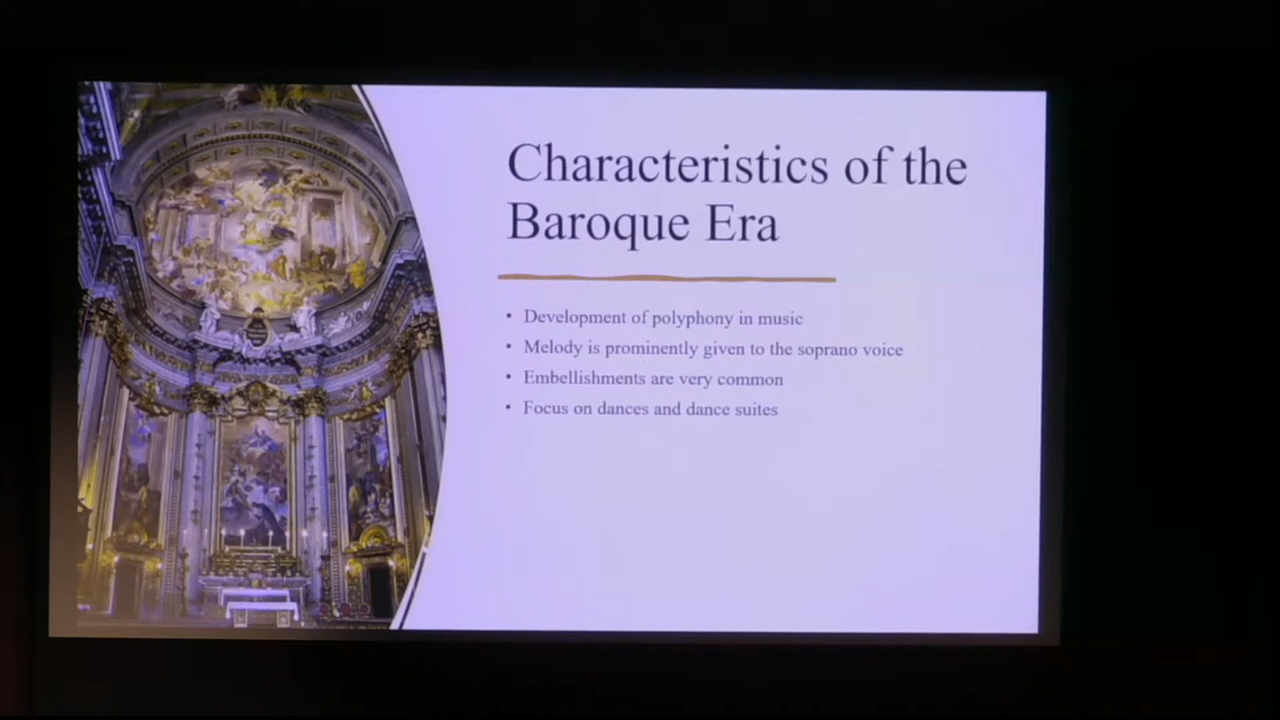 Characteristics of the
Baroque Era
• Development of polyphony in music
• Melody is prominently given to the soprano voice
• Embellishments are very common
• Focus on dances and dance suites